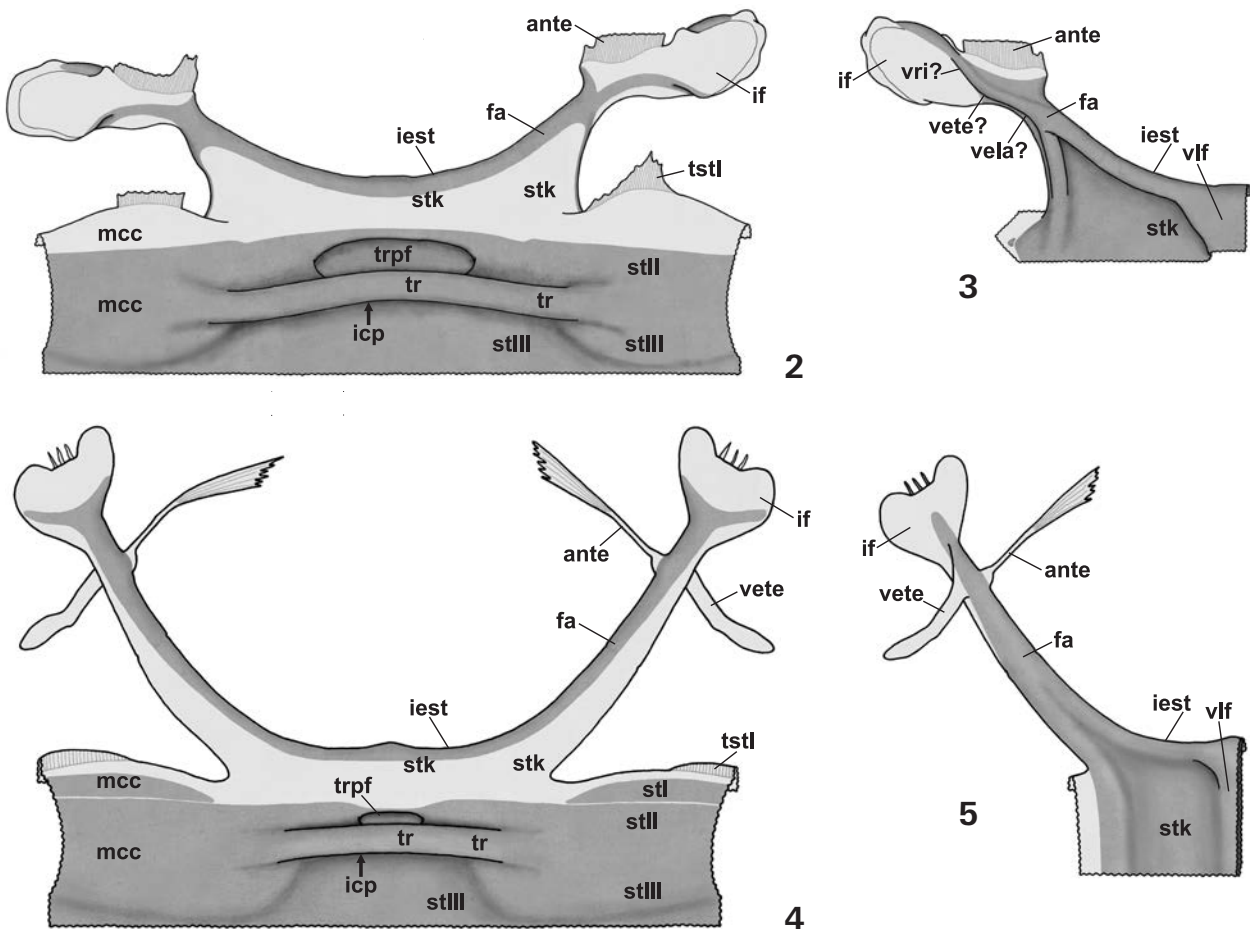 ante
if
fa
iest
tstl
stk
stk
mcc
trpf
stII
mcc
tr
tr
icp
stIII
stIII
2
ante
vri?
if
fa
vete?
iest
vela?
vlf
stk
3
if
ante
vete
fa
iest
tstl
stk
stk
mcc
trpf
stI
stII
mcc
tr
tr
icp
stIII
stIII
4
if
ante
vete
fa
iest
vlf
stk
5